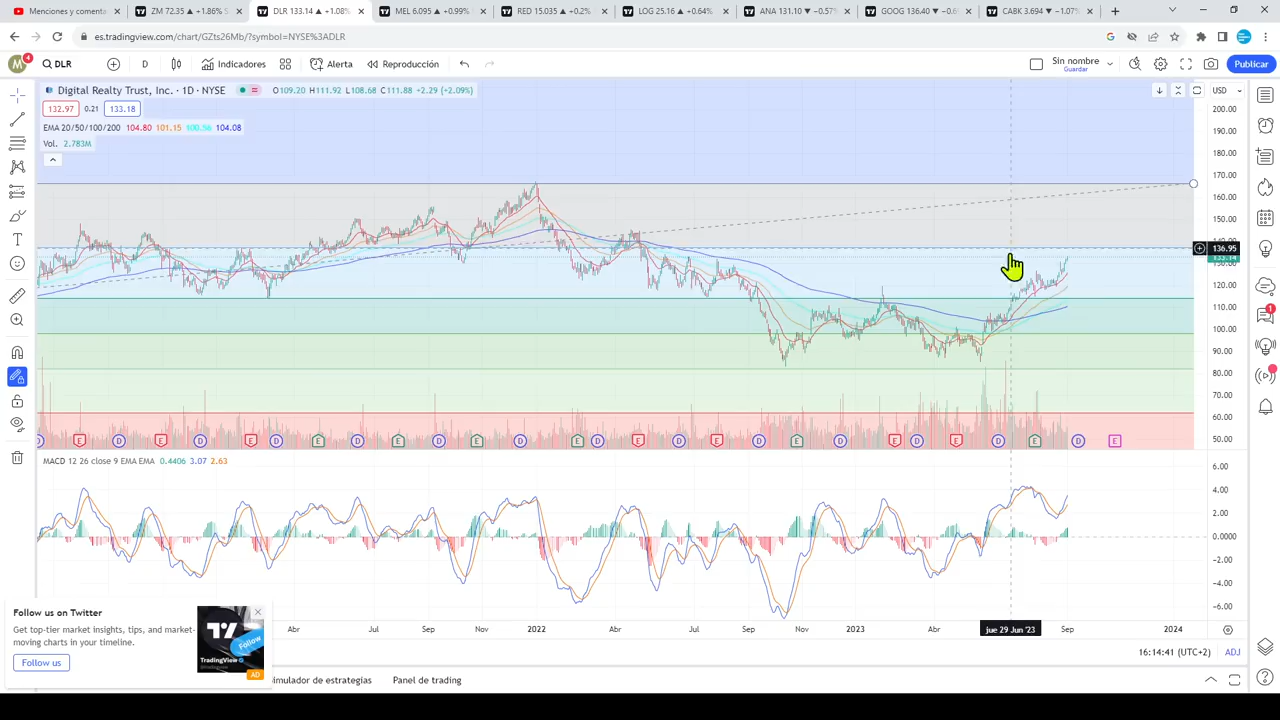 Menciones y comenta
ZM 72.35 ▲ +1.86% S
DLR 133.14 ▲ +1.08%
MEL 6.095 ▲ +0.39%
RED 15.035 ▲ +0.2%
LOG 25.16 ▲ +0.64%
ANA 131.10 ▼ −0.57%
GOOG 136.40 ▼ −0.6
CABK 3.694 ▼ −1.07%
es.tradingview.com/chart/GZts26Mb/?symbol=NYSE%3ADLR
M 4 DLR D Indicadores Alerta Reproducción Sin nombre
Guardar
Publicar
Digital Realty Trust, Inc. · 1D · NYSE O109.20 H111.92 L108.68 C111.88 +2.29 (+2.09%)
USD
132.97 0.21 133.18
EMA 20/50/100/200 104.80 101.15 100.56 104.08
Vol. 2.783M
200.00
190.00
180.00
170.00
160.00
150.00
136.95
133.14
120.00
110.00
100.00
90.00
80.00
70.00
60.00
50.00
D E D E D E D E D E D E D E D E D E D E D E D E D E D E
MACD 12 26 close 9 EMA EMA 0.4406 3.07 2.63
6.00
4.00
2.00
0.0000
−2.00
−4.00
−6.00
Abr Jul Sep Nov 2022 Abr Jul Sep Nov 2023 Abr jue 29 Jun '23 Sep 2024
16:14:41 (UTC+2) ADJ
Follow us on Twitter
Get top-tier market insights, tips, and market-
moving charts in your timeline.
Follow us
TradingView
Follow
AD
imulador de estrategias Panel de trading
1